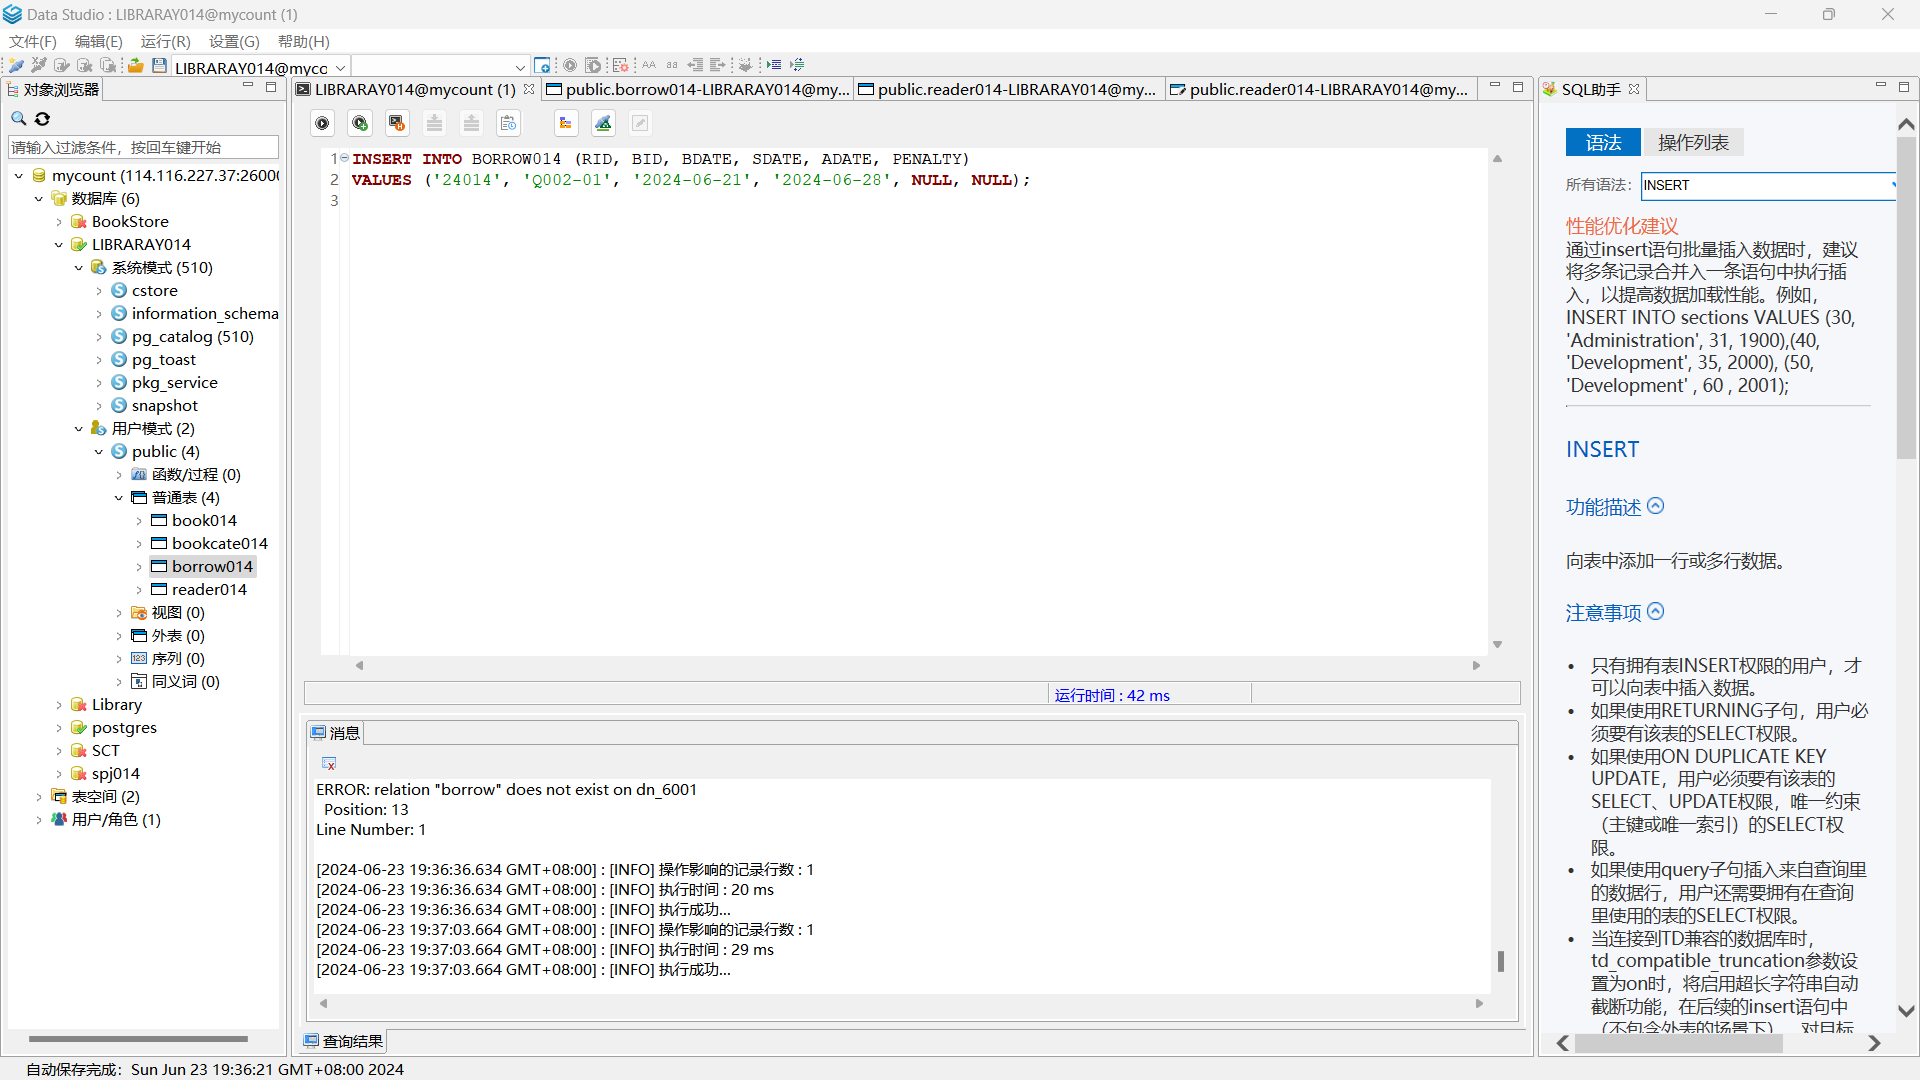 Data Studio : LIBRARAY014@mycount (1)
文件(F) 编辑(E) 运行(R) 设置(G) 帮助(H)
LIBRARAY014@myco
对象浏览器
请输入过滤条件，按回车键开始
mycount (114.116.227.37:26000
数据库 (6)
BookStore
LIBRARAY014
系统模式 (510)
cstore
information_schema
pg_catalog (510)
pg_toast
pkg_service
snapshot
用户模式 (2)
public (4)
函数/过程 (0)
普通表 (4)
book014
bookcate014
borrow014
reader014
视图 (0)
外表 (0)
序列 (0)
同义词 (0)
Library
postgres
SCT
spj014
表空间 (2)
用户/角色 (1)
LIBRARAY014@mycount (1) public.borrow014-LIBRARAY014@my... public.reader014-LIBRARAY014@my... public.reader014-LIBRARAY014@my...
1 INSERT INTO BORROW014 (RID, BID, BDATE, SDATE, ADATE, PENALTY)
2 VALUES ('24014', 'Q002-01', '2024-06-21', '2024-06-28', NULL, NULL);
3
运行时间 : 42 ms
消息
ERROR: relation "borrow" does not exist on dn_6001
Position: 13
Line Number: 1
[2024-06-23 19:36:36.634 GMT+08:00] : [INFO] 操作影响的记录行数 : 1
[2024-06-23 19:36:36.634 GMT+08:00] : [INFO] 执行时间 : 20 ms
[2024-06-23 19:36:36.634 GMT+08:00] : [INFO] 执行成功...
[2024-06-23 19:37:03.664 GMT+08:00] : [INFO] 操作影响的记录行数 : 1
[2024-06-23 19:37:03.664 GMT+08:00] : [INFO] 执行时间 : 29 ms
[2024-06-23 19:37:03.664 GMT+08:00] : [INFO] 执行成功...
查询结果
SQL助手
语法 操作列表
所有语法： INSERT
性能优化建议
通过insert语句批量插入数据时，建议
将多条记录合并入一条语句中执行插
入，以提高数据加载性能。例如，
INSERT INTO sections VALUES (30,
'Administration', 31, 1900),(40,
'Development', 35, 2000), (50,
'Development' , 60 , 2001);
INSERT
功能描述
向表中添加一行或多行数据。
注意事项
• 只有拥有表INSERT权限的用户，才
可以向表中插入数据。
• 如果使用RETURNING子句，用户必
须要有该表的SELECT权限。
• 如果使用ON DUPLICATE KEY
UPDATE，用户必须要有该表的
SELECT、UPDATE权限，唯一约束
（主键或唯一索引）的SELECT权
限。
• 如果使用query子句插入来自查询里
的数据行，用户还需要拥有在查询
里使用的表的SELECT权限。
• 当连接到TD兼容的数据库时，
td_compatible_truncation参数设
置为on时，将启用超长字符串自动
截断功能，在后续的insert语句中
（不包含外表的场景下），对目标
自动保存完成：Sun Jun 23 19:36:21 GMT+08:00 2024